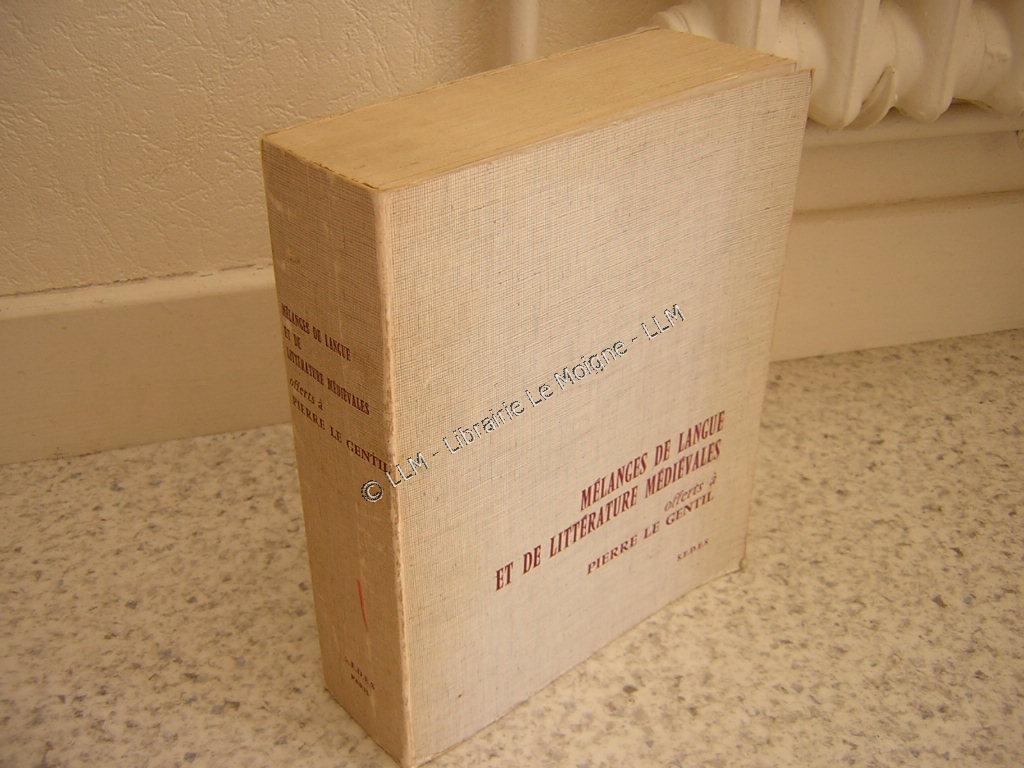 MÉLANGES DE LANGUE
ET DE
LITTÉRATURE MÉDIÉVALES
offerts à
PIERRE LE GENTIL
S.E.D.E.S
PARIS
© LLM - Librairie Le Moigne - LLM
MÉLANGES DE LANGUE
ET DE LITTÉRATURE MÉDIÉVALES
offerts à
PIERRE LE GENTIL
S.E.D.E.S